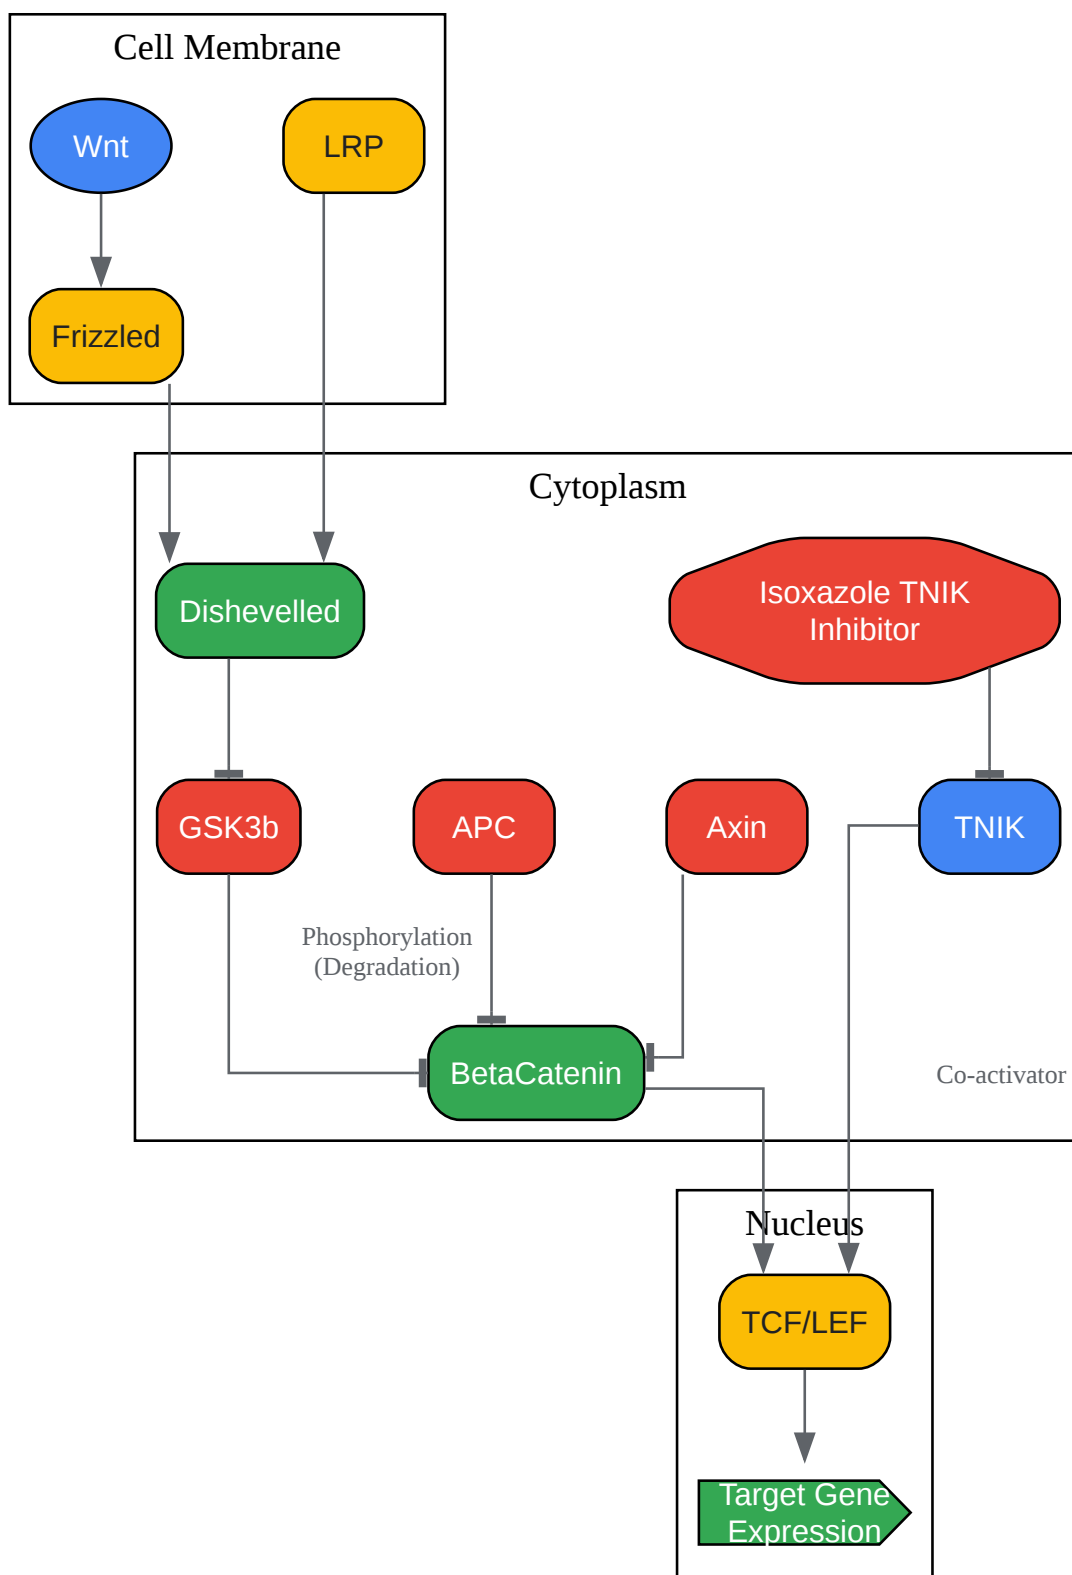 Cell Membrane
Wnt
LRP
Frizzled
Cytoplasm
Dishevelled
Isoxazole TNIK
Inhibitor
GSK3b
APC
Axin
TNIK
Phosphorylation
(Degradation)
BetaCatenin
Co-activator
Nucleus
TCF/LEF
Target Gene
Expression